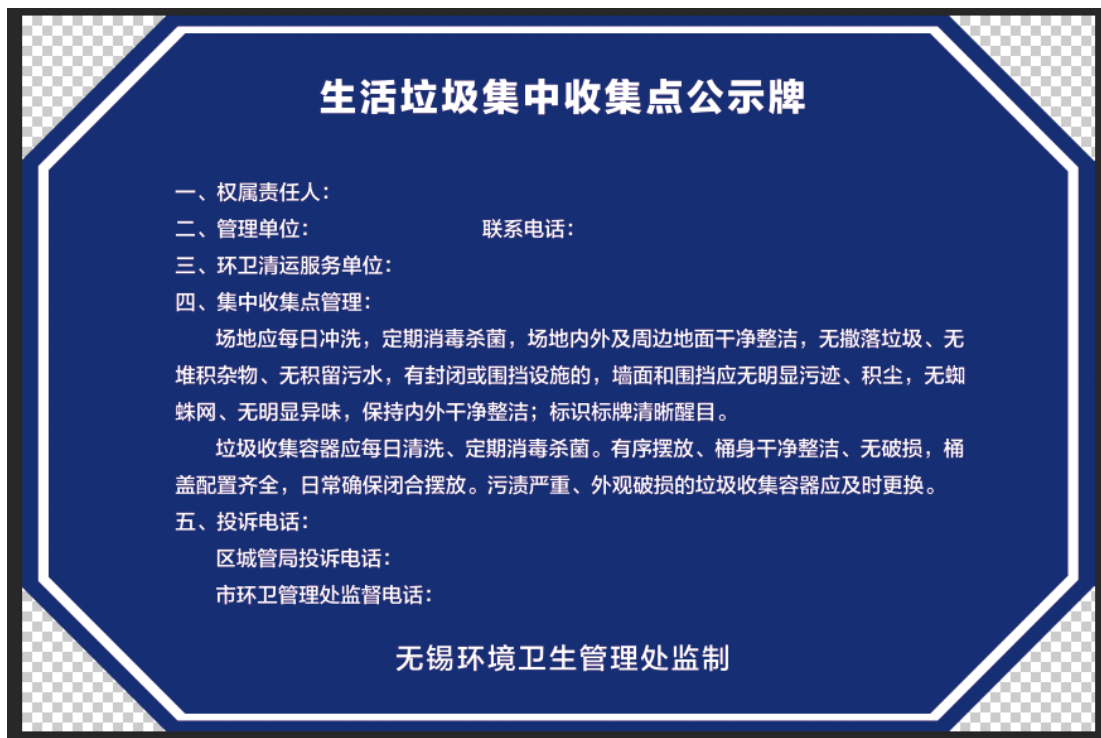 生活垃圾集中收集点公示牌
一、权属责任人：
二、管理单位： 联系电话：
三、环卫清运服务单位：
四、集中收集点管理：
场地应每日冲洗，定期消毒杀菌，场地内外及周边地面干净整洁，无撒落垃圾、无
堆积杂物、无积留污水，有封闭或围挡设施的，墙面和围挡应无明显污迹、积尘，无蜘
蛛网、无明显异味，保持内外干净整洁；标识标牌清晰醒目。
垃圾收集容器应每日清洗、定期消毒杀菌。有序摆放、桶身干净整洁、无破损，桶
盖配置齐全，日常确保闭合摆放。污渍严重、外观破损的垃圾收集容器应及时更换。
五、投诉电话：
区城管局投诉电话：
市环卫管理处监督电话：
无锡环境卫生管理处监制